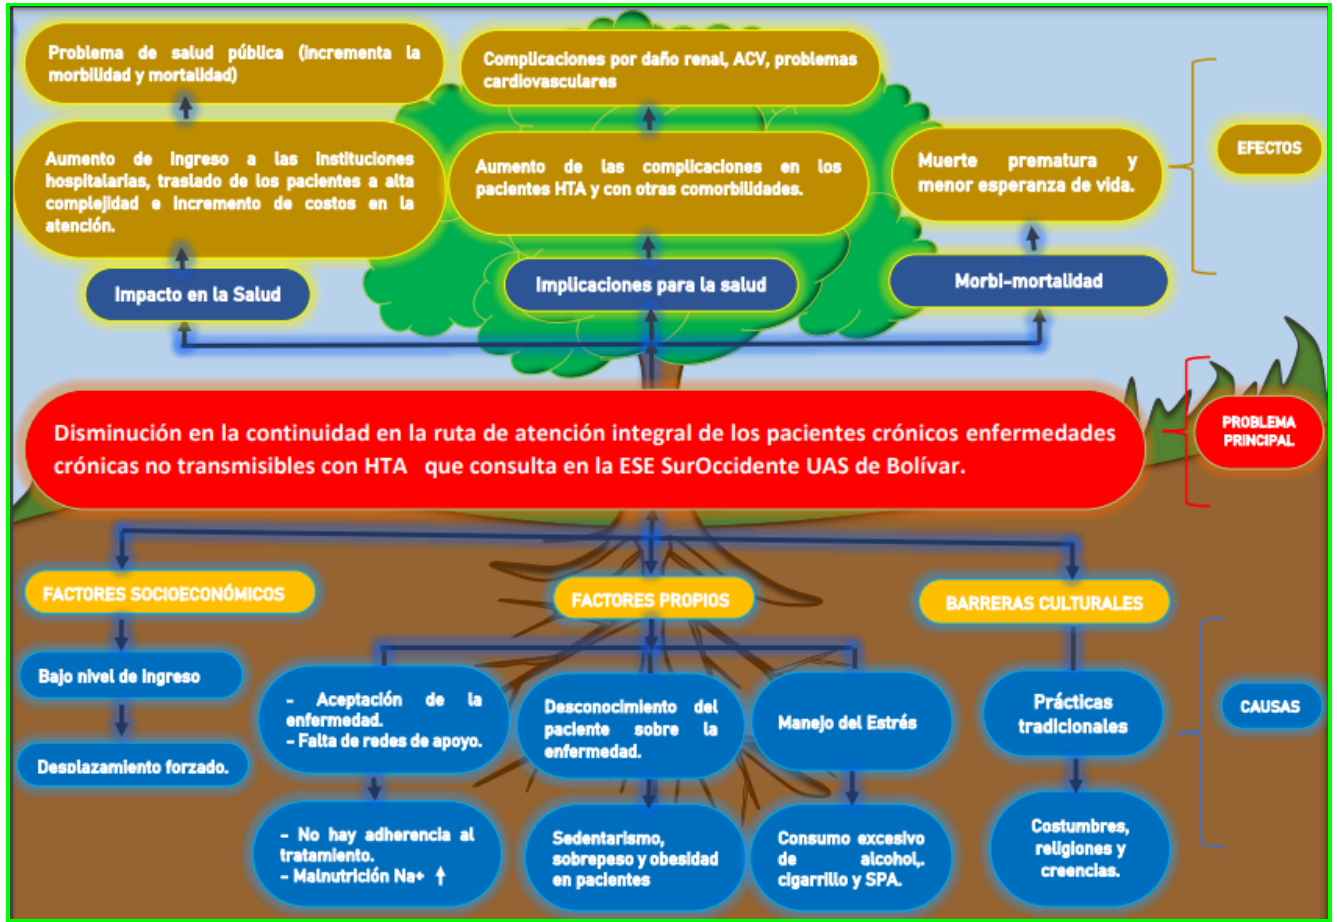 Problema de salud pública (incrementa la
morbilidad y mortalidad)
Complicaciones por daño renal, ACV, problemas
cardiovasculares
Aumento de ingreso a las instituciones
hospitalarias, traslado de los pacientes a alta
complejidad e incremento de costos en la
atención.
Aumento de las complicaciones en los
pacientes HTA y con otras comorbilidades.
Muerte prematura y
menor esperanza de vida.
EFECTOS
Impacto en la Salud
Implicaciones para la salud
Morbi-mortalidad
Disminución en la continuidad en la ruta de atención integral de los pacientes crónicos enfermedades
crónicas no transmisibles con HTA que consulta en la ESE SurOccidente UAS de Bolívar.
PROBLEMA
PRINCIPAL
FACTORES SOCIOECONÓMICOS
FACTORES PROPIOS
BARRERAS CULTURALES
Bajo nivel de ingreso
Desplazamiento forzado.
- Aceptación de la
enfermedad.
- Falta de redes de apoyo.
Desconocimiento del
paciente sobre la
enfermedad.
Manejo del Estrés
Prácticas
tradicionales
CAUSAS
- No hay adherencia al
tratamiento.
- Malnutrición Na+ ↑
Sedentarismo,
sobrepeso y obesidad
en pacientes
Consumo excesivo
de alcohol,.
cigarrillo y SPA.
Costumbres,
religiones y
creencias.